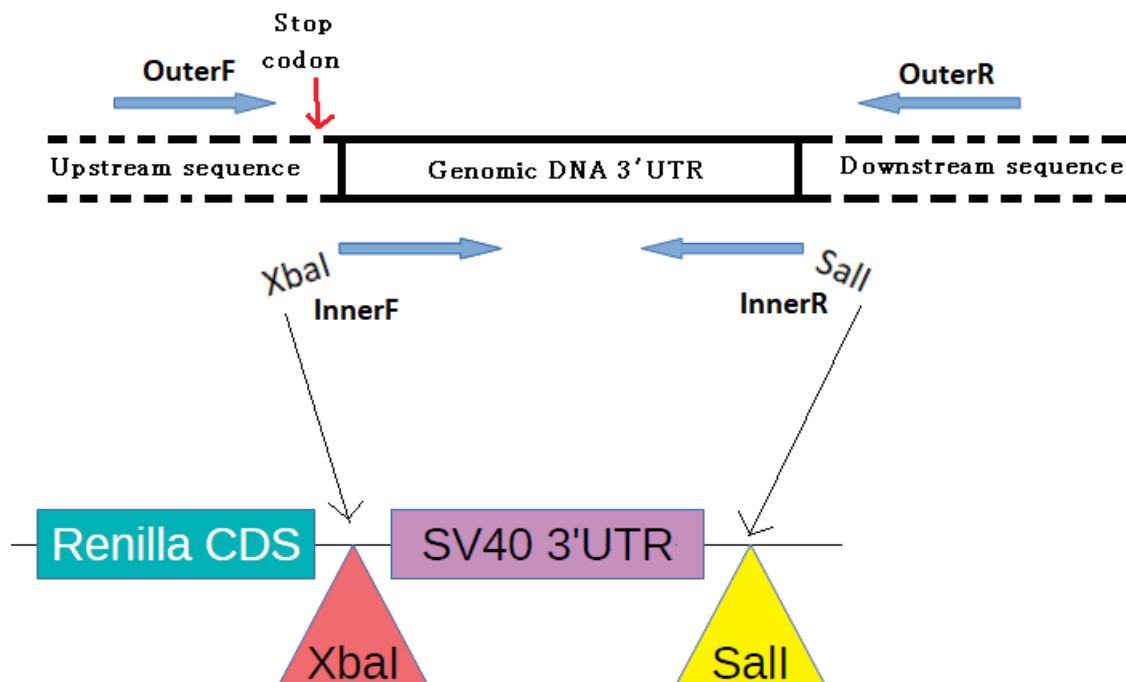 Stop
codon
OuterF
OuterR
Upstream sequence
Genomic DNA 3'UTR
Downstream sequence
XbaI
SalI
InnerF
InnerR
Renilla CDS
SV40 3'UTR
XbaI
SalI